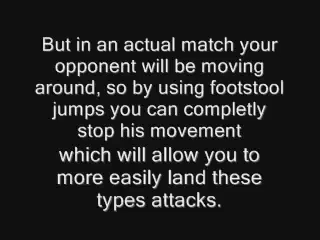 But in an actual match your
opponent will be moving
around, so by using footstool
jumps you can completly
stop his movement
which will allow you to
more easily land these
types attacks.